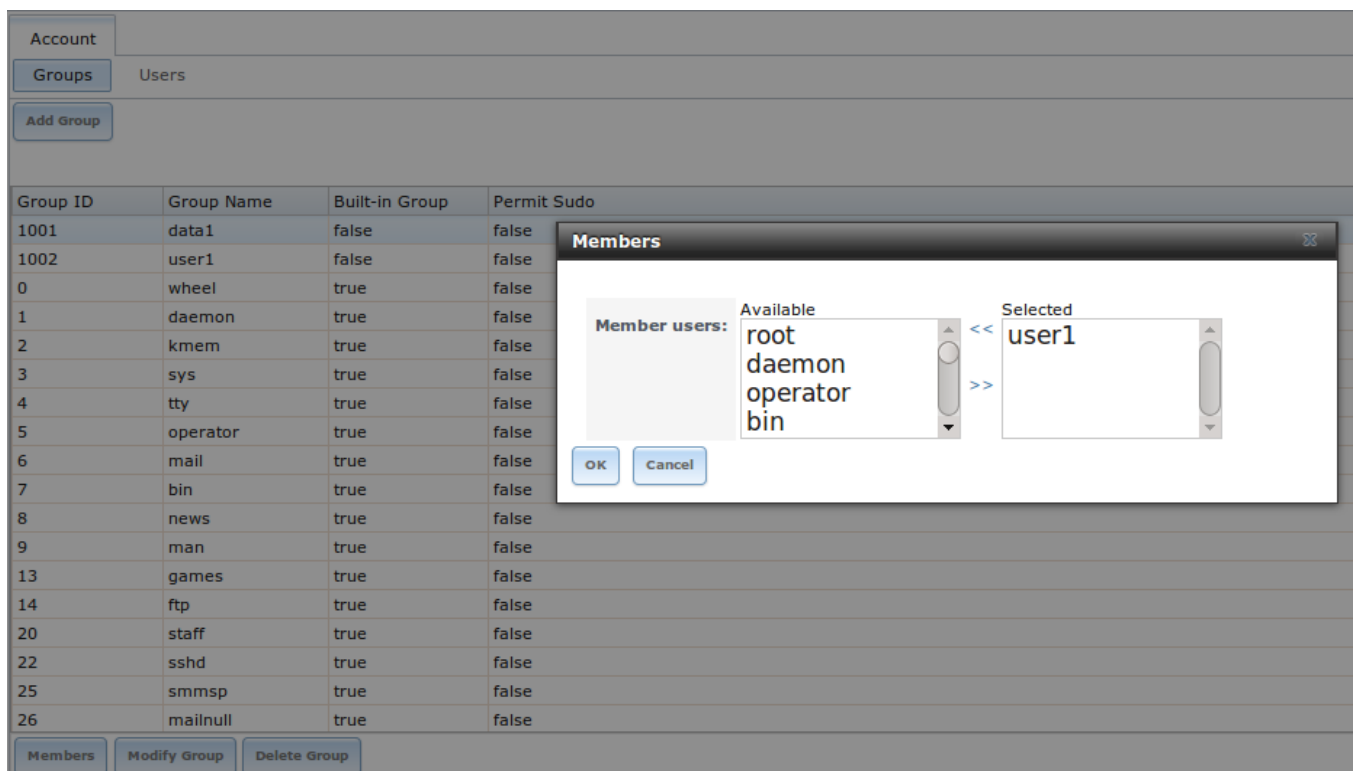 Account
Groups Users
Add Group
Group ID Group Name Built-in Group Permit Sudo
1001 data1 false false
1002 user1 false false
0 wheel true false
1 daemon true false
2 kmem true false
3 sys true false
4 tty true false
5 operator true false
6 mail true false
7 bin true false
8 news true false
9 man true false
13 games true false
14 ftp true false
20 staff true false
22 sshd true false
25 smmsp true false
26 mailnull true false
Members Modify Group Delete Group
Members
Available Selected
Member users:
root << user1
daemon
operator >>
bin
OK Cancel